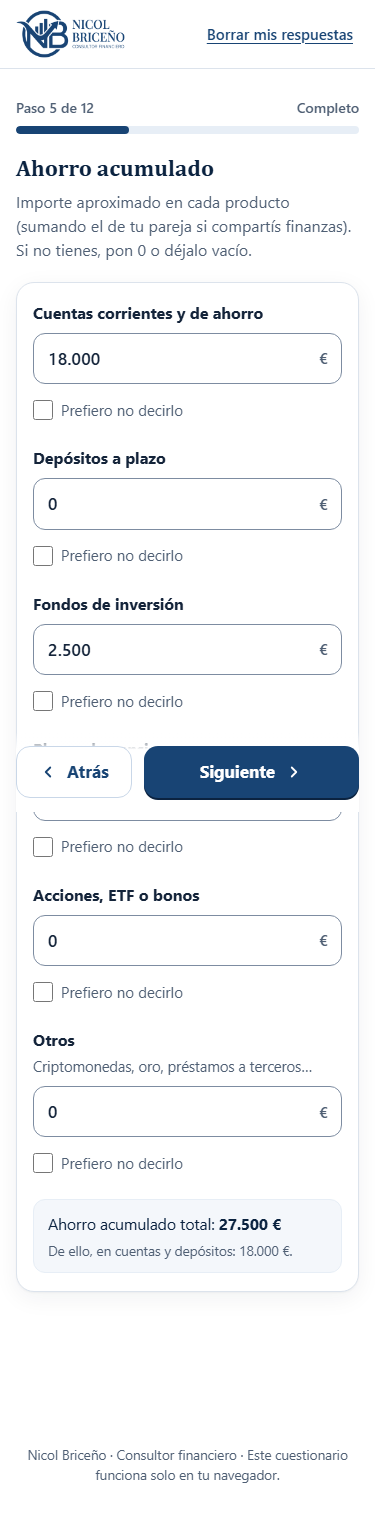 NICOL
BRICEÑO
CONSULTOR FINANCIERO
Borrar mis respuestas
Paso 5 de 12
Completo
Ahorro acumulado
Importe aproximado en cada producto
(sumando el de tu pareja si compartís finanzas).
Si no tienes, pon 0 o déjalo vacío.
Cuentas corrientes y de ahorro
18.000 €
Prefiero no decirlo
Depósitos a plazo
0 €
Prefiero no decirlo
Fondos de inversión
2.500 €
Prefiero no decirlo
Atrás
Siguiente
Prefiero no decirlo
Acciones, ETF o bonos
0 €
Prefiero no decirlo
Otros
Criptomonedas, oro, préstamos a terceros...
0 €
Prefiero no decirlo
Ahorro acumulado total: 27.500 €
De ello, en cuentas y depósitos: 18.000 €.
Nicol Briceño · Consultor financiero · Este cuestionario
funciona solo en tu navegador.